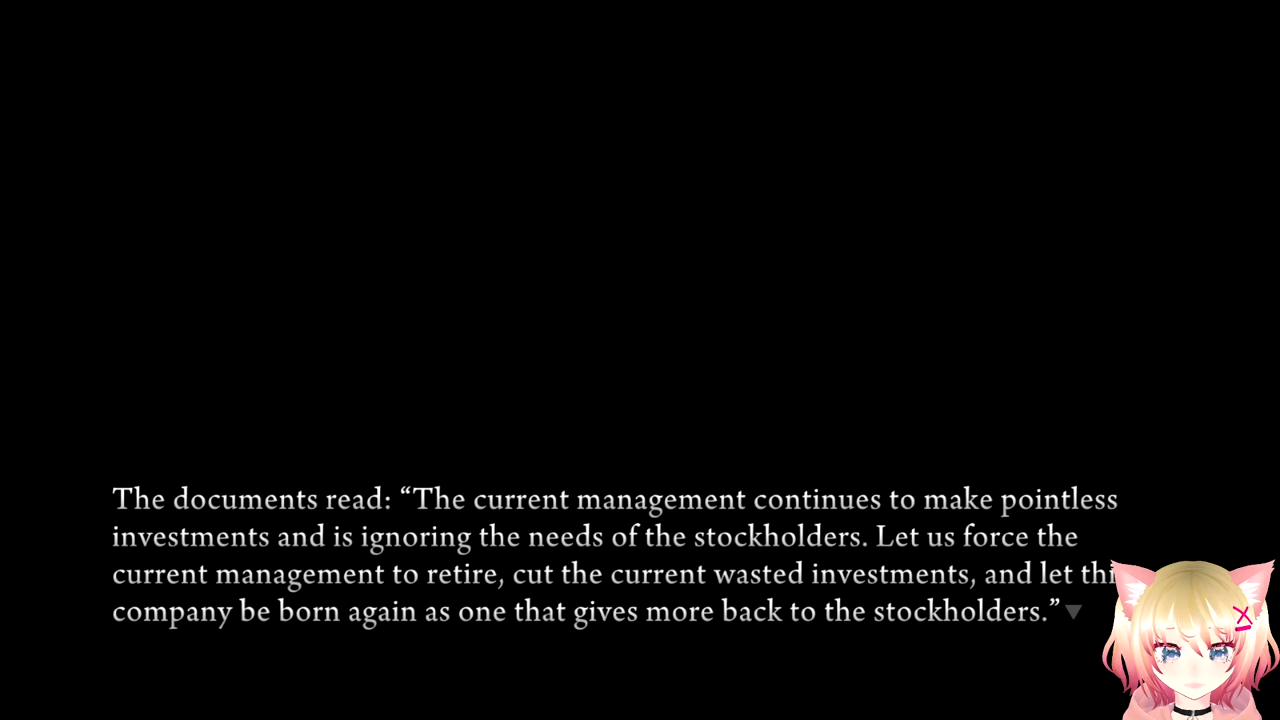 The documents read: “The current management continues to make pointless
investments and is ignoring the needs of the stockholders. Let us force the
current management to retire, cut the current wasted investments, and let
company be born again as one that gives more back to the stockholders.”